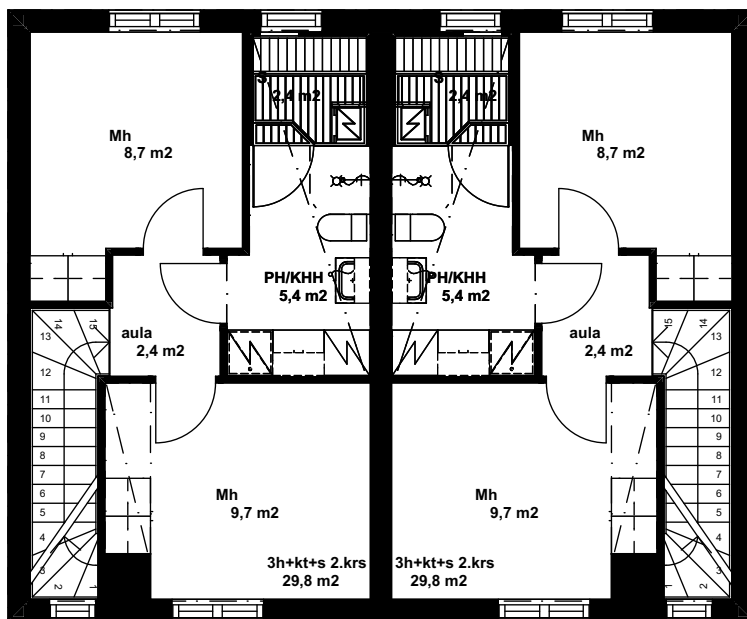 S
2,4 m2
S
2,4 m2
Mh
8,7 m2
Mh
8,7 m2
PH/KHH
5,4 m2
PH/KHH
5,4 m2
aula
2,4 m2
aula
2,4 m2
15
14
13
12
11
10
9
8
7
6
5
4
3
2
1
15
14
13
12
11
10
9
8
7
6
5
4
3
2
1
Mh
9,7 m2
Mh
9,7 m2
3h+kt+s 2.krs
29,8 m2
3h+kt+s 2.krs
29,8 m2